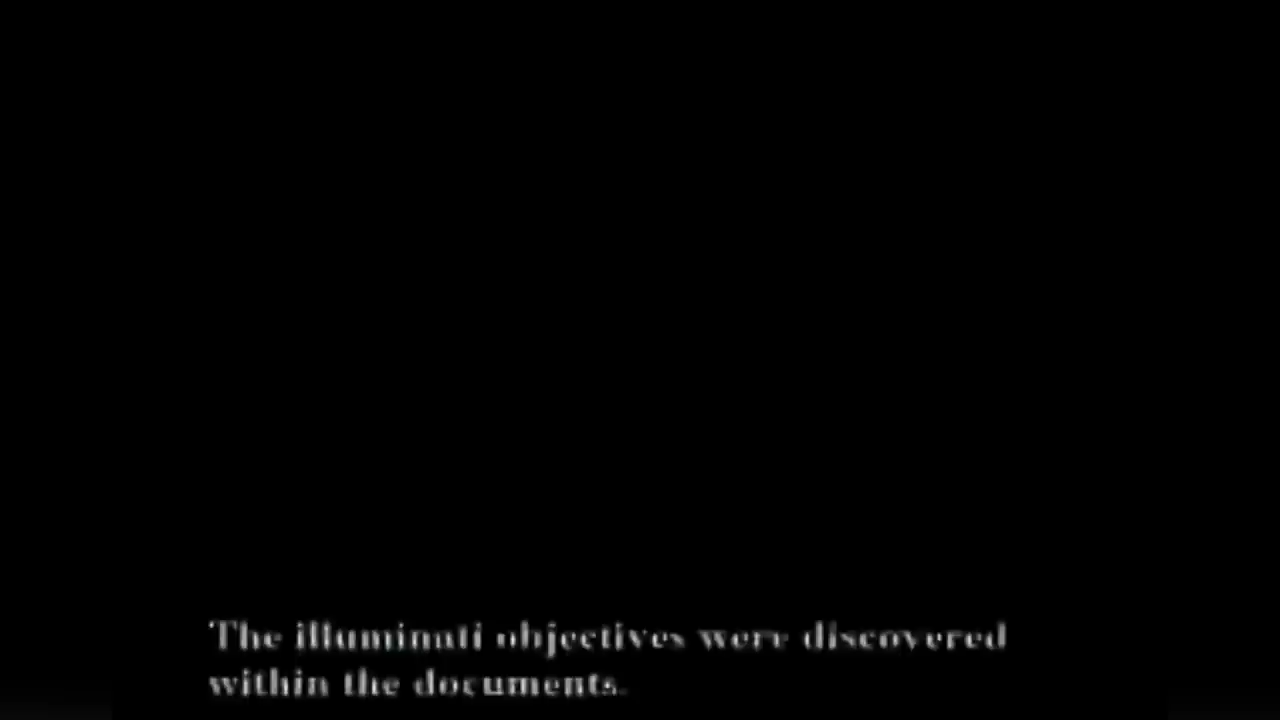 The illuminati objectives were discovered
within the documents.